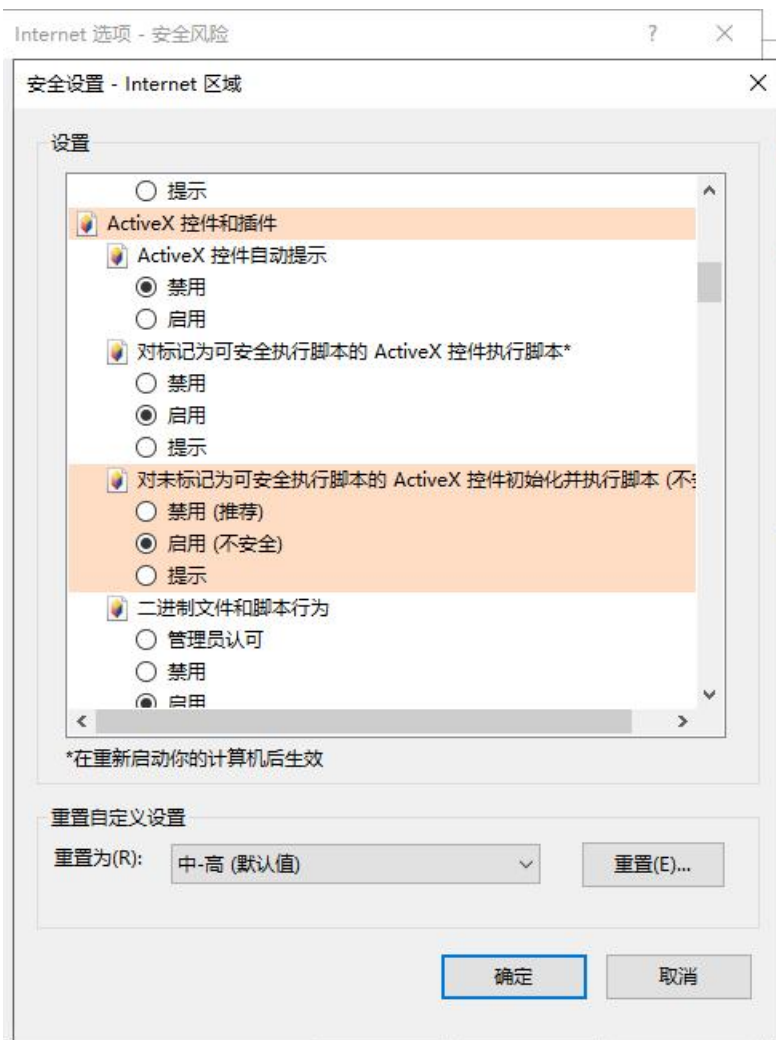 Internet 选项 - 安全风险
安全设置 - Internet 区域
设置
提示
ActiveX 控件和插件
ActiveX 控件自动提示
禁用
启用
对标记为可安全执行脚本的 ActiveX 控件执行脚本*
禁用
启用
提示
对未标记为可安全执行脚本的 ActiveX 控件初始化并执行脚本 (不
禁用 (推荐)
启用 (不安全)
提示
二进制文件和脚本行为
管理员认可
禁用
启用
*在重新启动你的计算机后生效
重置自定义设置
重置为(R):
中-高 (默认值)
重置(E)...
确定
取消